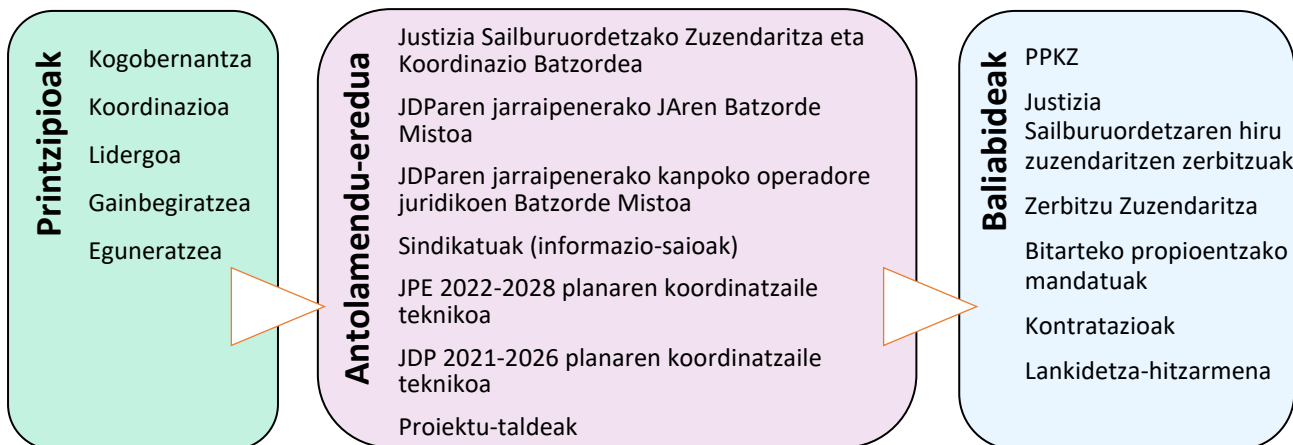 Printzipioak
Kogobernantza
Koordinazioa
Lidergoa
Gainbegiratzea
Eguneratzea
Antolamendu-eredua
Justizia Sailburuordetzako Zuzendaritza eta
Koordinazio Batzordea
JDParen jarraipenerako JAren Batzorde
Mistoa
JDParen jarraipenerako kanpoko operadore
juridikoen Batzorde Mistoa
Sindikatuak (informazio-saioak)
JPE 2022-2028 planaren koordinatzaile
teknikoa
JDP 2021-2026 planaren koordinatzaile
teknikoa
Proiektu-taldeak
Baliabideak
PPKZ
Justizia
Sailburuordetzaren hiru
zuzendaritzen zerbitzuak
Zerbitzu Zuzendaritza
Bitarteko propioentzako
mandatuak
Kontratazioak
Lankidetza-hitzarmena